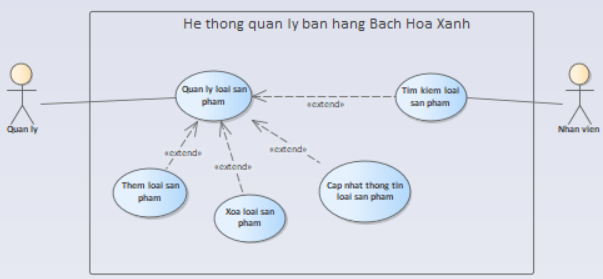 He thong quan ly ban hang Bach Hoa Xanh
Quan ly loai san
pham
Tim kiem loai
san pham
«extend»
Quan ly
Nhan vien
«extend»
«extend»
«extend»
Them loai san
pham
Xoa loai san
pham
Cap nhat thong tin
loai san pham